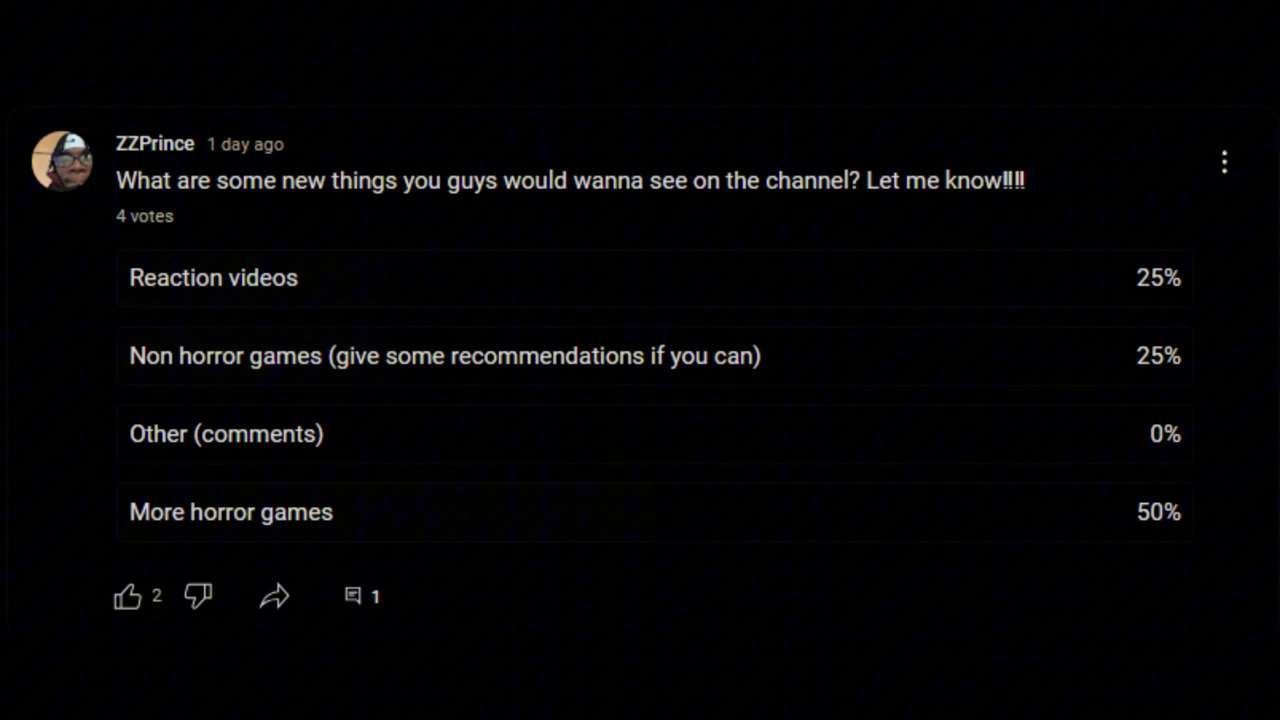 ZZPrince 1 day ago
What are some new things you guys would wanna see on the channel? Let me know!!!!
4 votes
Reaction videos 25%
Non horror games (give some recommendations if you can) 25%
Other (comments) 0%
More horror games 50%
2 1